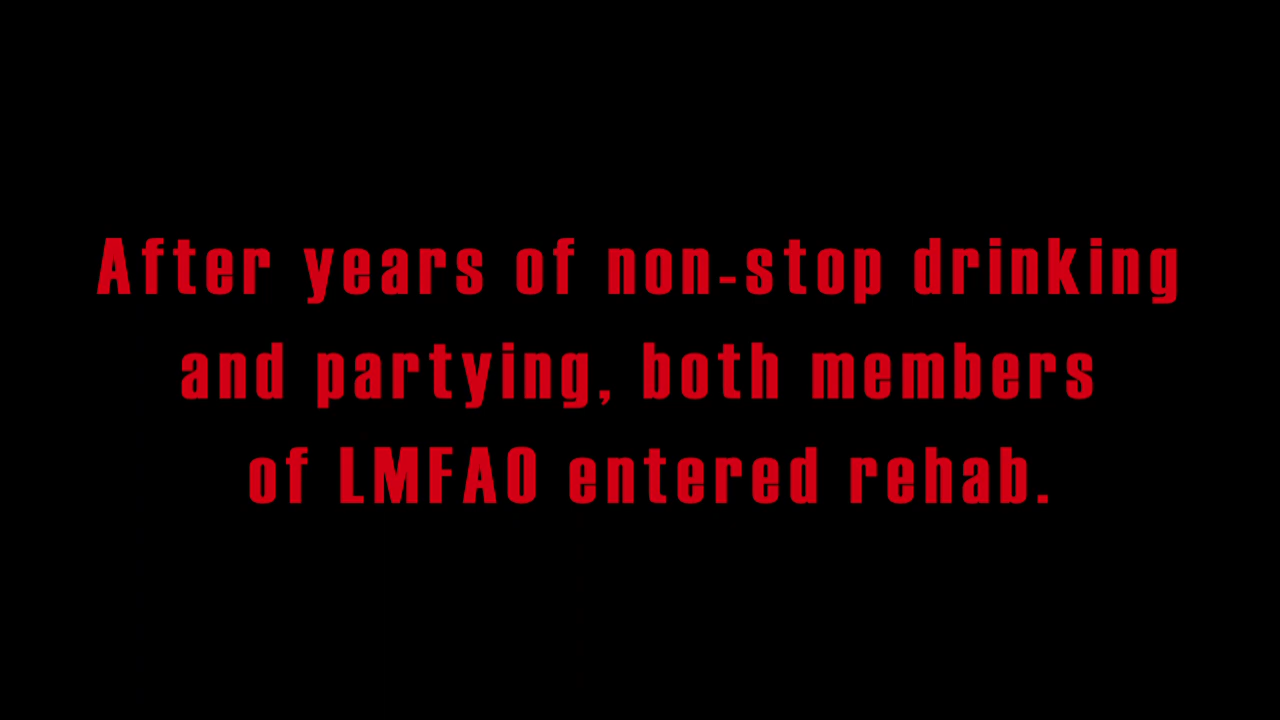 After years of non-stop drinking
and partying, both members
of LMFAO entered rehab.